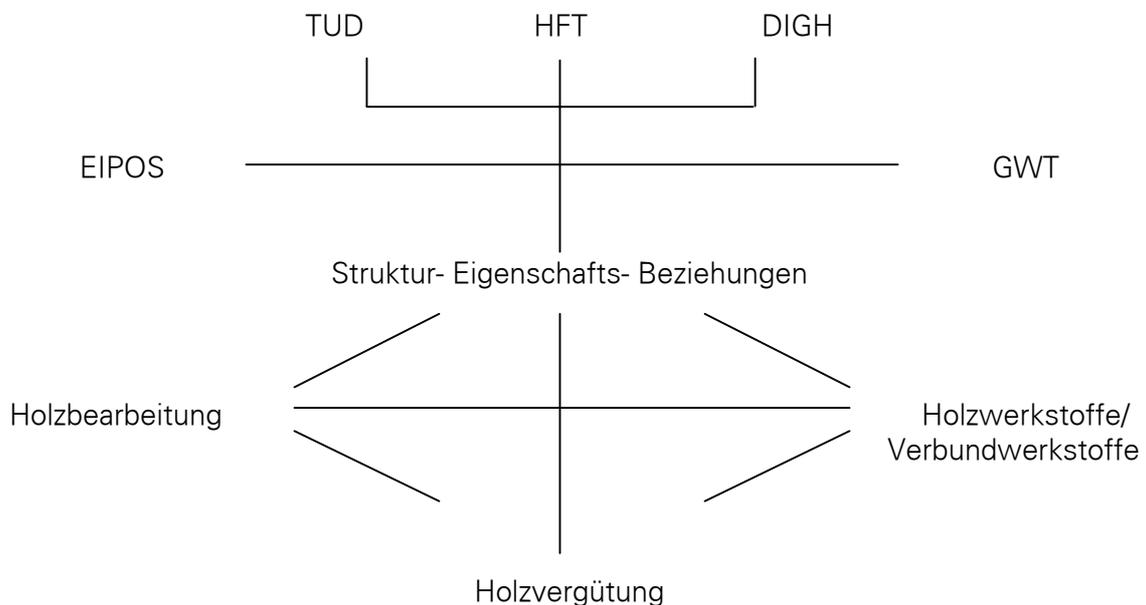 TUD HFT DIGH
EIPOS GWT
Struktur- Eigenschafts- Beziehungen
Holzbearbeitung
Holzwerkstoffe/
Verbundwerkstoffe
Holzvergütung